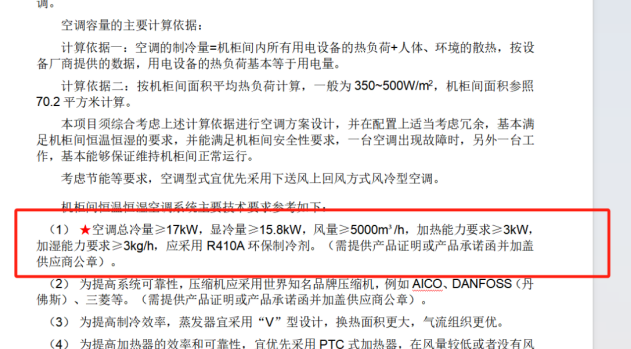 调。
空调容量的主要计算依据：
计算依据一：空调的制冷量=机柜间内所有用电设备的热负荷+人体、环境的散热，按设
备厂商提供的数据，用电设备的热负荷基本等于用电量。
计算依据二：按机柜间面积平均热负荷计算，一般为 350~500W/m²，机柜间面积参照
70.2 平方米计算。
本项目须综合考虑上述计算依据进行空调方案设计，并在配置上适当考虑冗余，基本满
足机柜间恒温恒湿的要求，并能满足机柜间安全性要求，一台空调出现故障时，另外一台工
作，基本能够保证维持机柜间正常运行。
考虑节能等要求，空调型式宜优先采用下送风上回风方式风冷型空调。
机柜间恒温恒湿空调系统主要技术要求参考如下：
（1） ★空调总冷量≥17kW，显冷量≥15.8kW，风量≥5000m³/h，加热能力要求≥3kW，
加湿能力要求≥3kg/h，应采用 R410A 环保制冷剂。（需提供产品证明或产品承诺函并加盖
供应商公章）。
（2） 为提高系统可靠性，压缩机应采用世界知名品牌压缩机，例如 AICO、DANFOSS（丹
佛斯）、三菱等。（需提供产品证明或产品承诺函并加盖供应商公章）。
（3） 为提高制冷效率，蒸发器宜采用“V”型设计，换热面积更大，气流组织更优。
（4） 为提高加热器的效率和可靠性，宜优先采用 PTC 式加热器，在风量较低或者没有风